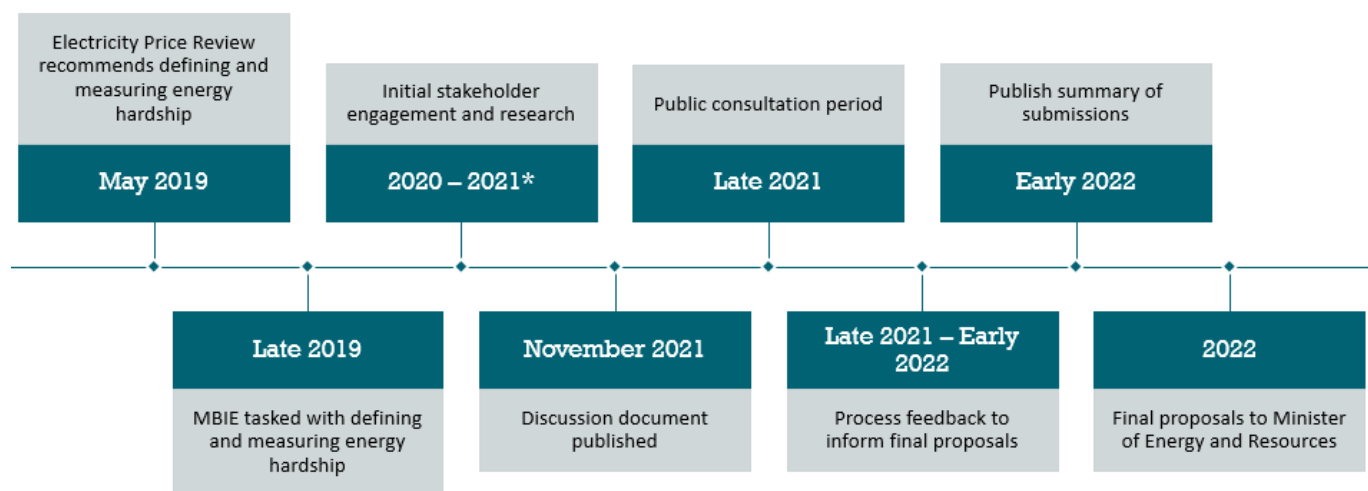 Electricity Price Review
recommends defining and
measuring energy
hardship
May 2019
Late 2019
MBIE tasked with defining
and measuring energy
hardship
Initial stakeholder
engagement and research
2020 – 2021*
November 2021
Discussion document
published
Public consultation period
Late 2021
Late 2021 – Early
2022
Process feedback to
inform final proposals
Publish summary of
submissions
Early 2022
2022
Final proposals to Minister
of Energy and Resources